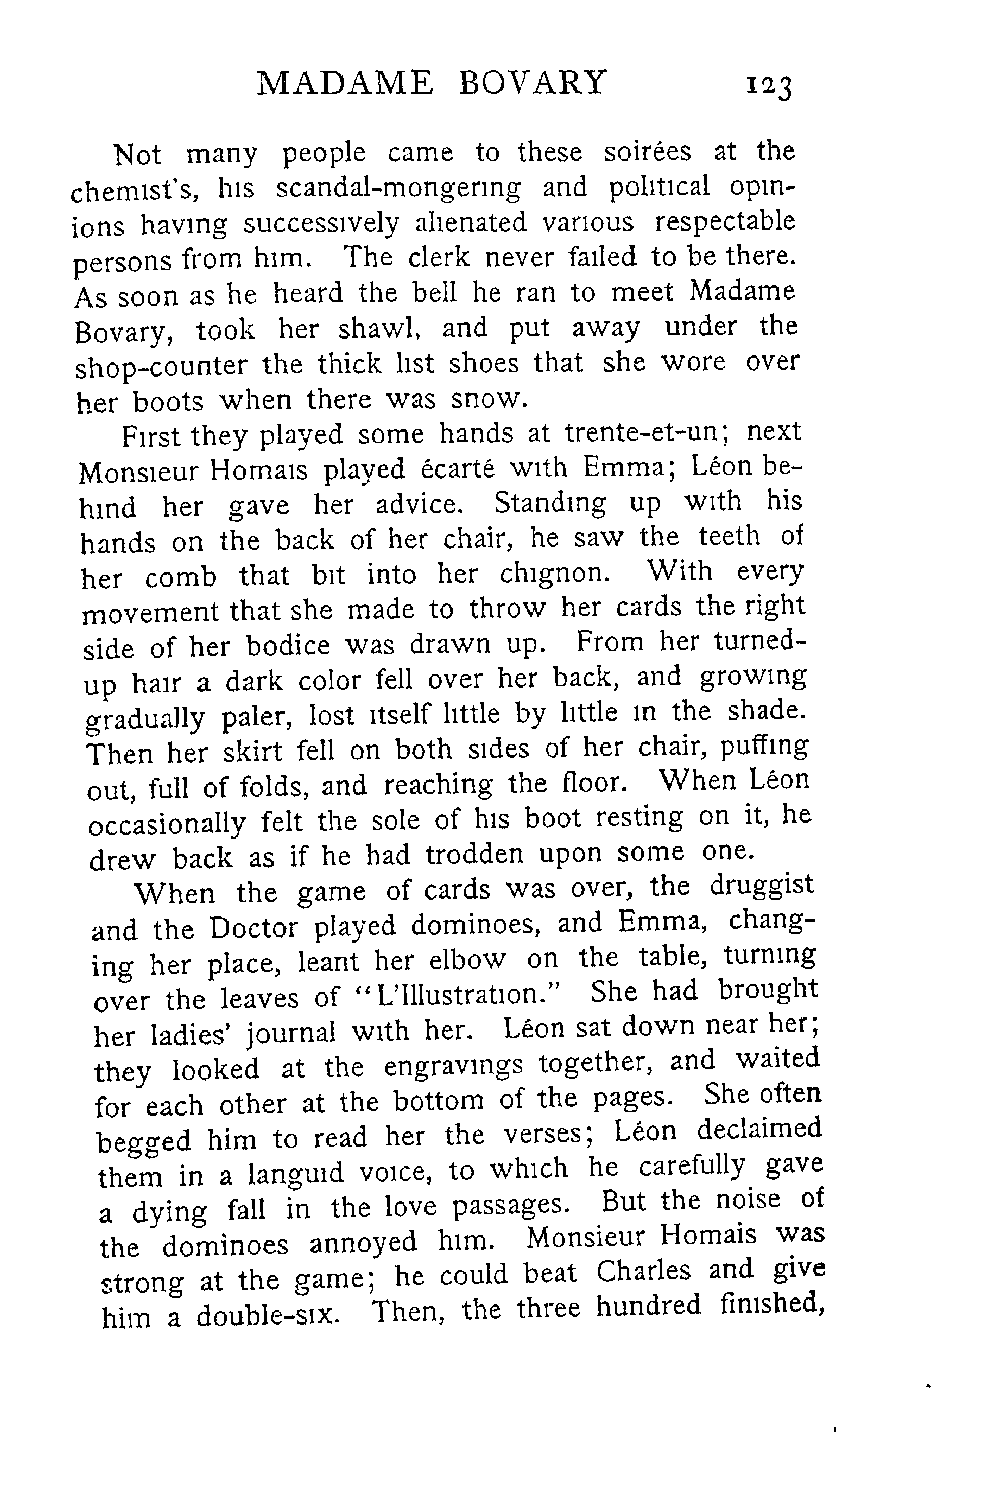 MADAME BOVARY 123
Not many people came to these soirées at the
chemist's, his scandal-mongering and political opin-
ions having successively alienated various respectable
persons from him. The clerk never failed to be there.
As soon as he heard the bell he ran to meet Madame
Bovary, took her shawl, and put away under the
shop-counter the thick list shoes that she wore over
her boots when there was snow.
First they played some hands at trente-et-un; next
Monsieur Homais played écarté with Emma; Léon be-
hind her gave her advice. Standing up with his
hands on the back of her chair, he saw the teeth of
her comb that bit into her chignon. With every
movement that she made to throw her cards the right
side of her bodice was drawn up. From her turned-
up hair a dark color fell over her back, and growing
gradually paler, lost itself little by little in the shade.
Then her skirt fell on both sides of her chair, puffing
out, full of folds, and reaching the floor. When Léon
occasionally felt the sole of his boot resting on it, he
drew back as if he had trodden upon some one.
When the game of cards was over, the druggist
and the Doctor played dominoes, and Emma, chang-
ing her place, leant her elbow on the table, turning
over the leaves of "L'Illustration." She had brought
her ladies' journal with her. Léon sat down near her;
they looked at the engravings together, and waited
for each other at the bottom of the pages. She often
begged him to read her the verses; Léon declaimed
them in a languid voice, to which he carefully gave
a dying fall in the love passages. But the noise of
the dominoes annoyed him. Monsieur Homais was
strong at the game; he could beat Charles and give
him a double-six. Then, the three hundred finished,